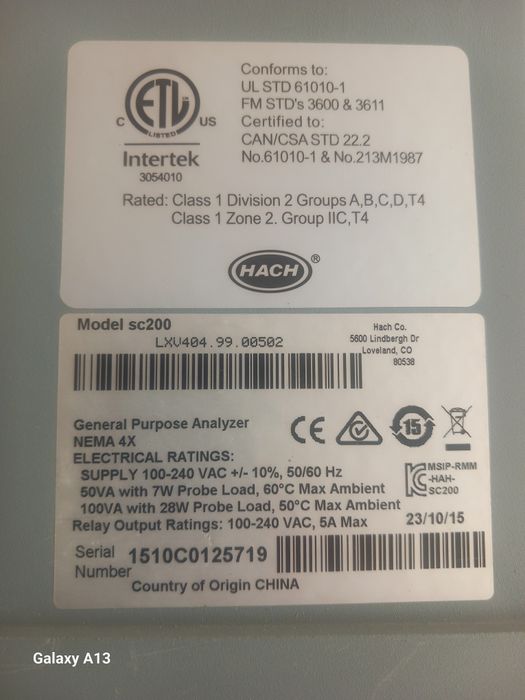 Conforms to:
UL STD 61010-1
FM STD's 3600 & 3611
Certified to:
CAN/CSA STD 22.2
No.61010-1 & No.213M1987
C ETL US
LISTED
Intertek
3054010
Rated: Class 1 Division 2 Groups A,B,C,D,T4
Class 1 Zone 2. Group IIC,T4
HACH ®
Model sc200
LXV404.99.00502
Hach Co.
5600 Lindbergh Dr
Loveland, CO
80538
General Purpose Analyzer
NEMA 4X
CE
15
ELECTRICAL RATINGS:
SUPPLY 100-240 VAC +/- 10%, 50/60 Hz
50VA with 7W Probe Load, 60°C Max Ambient
100VA with 28W Probe Load, 50°C Max Ambient
MSIP-RMM
-HAH-
SC200
Relay Output Ratings: 100-240 VAC, 5A Max
23/10/15
Serial Number 1510C0125719
Country of Origin CHINA
Galaxy A13